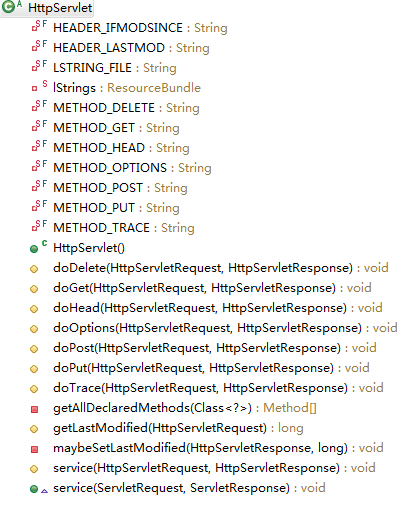 HttpServlet
HEADER_IFMODSINCE : String
HEADER_LASTMOD : String
LSTRING_FILE : String
lStrings : ResourceBundle
METHOD_DELETE : String
METHOD_GET : String
METHOD_HEAD : String
METHOD_OPTIONS : String
METHOD_POST : String
METHOD_PUT : String
METHOD_TRACE : String
HttpServlet()
doDelete(HttpServletRequest, HttpServletResponse) : void
doGet(HttpServletRequest, HttpServletResponse) : void
doHead(HttpServletRequest, HttpServletResponse) : void
doOptions(HttpServletRequest, HttpServletResponse) : void
doPost(HttpServletRequest, HttpServletResponse) : void
doPut(HttpServletRequest, HttpServletResponse) : void
doTrace(HttpServletRequest, HttpServletResponse) : void
getAllDeclaredMethods(Class<?>) : Method[]
getLastModified(HttpServletRequest) : long
maybeSetLastModified(HttpServletResponse, long) : void
service(HttpServletRequest, HttpServletResponse) : void
service(ServletRequest, ServletResponse) : void